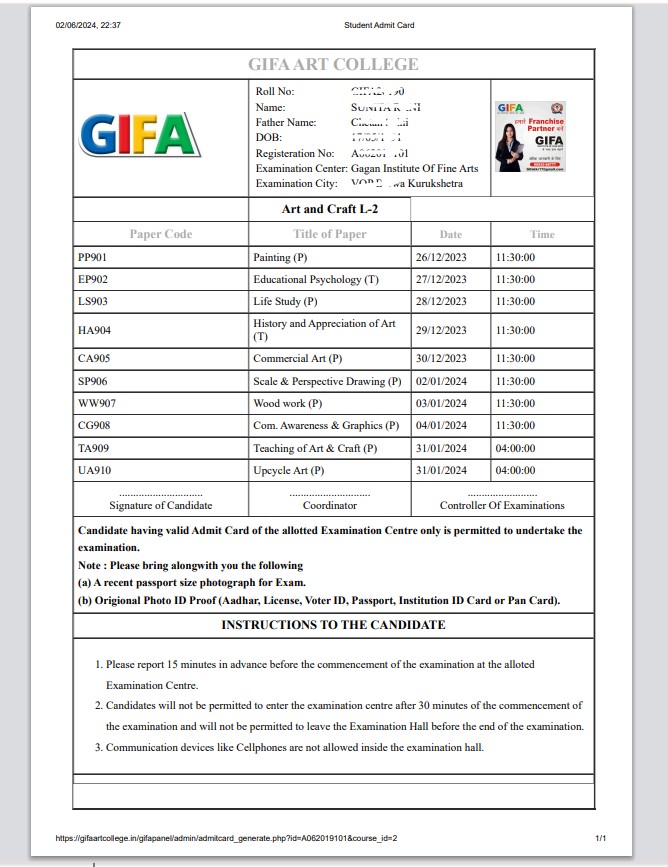 02/06/2024, 22:37 Student Admit Card
GIFA ART COLLEGE
GIFA
Roll No:
Name: SUNITA
Father Name:
DOB:
Registeration No:
Examination Center: Gagan Institute Of Fine Arts
Examination City: Kurukshetra
GIFA
हमारे Franchise
Partner बनें
GIFA
Art and Craft L-2
Paper Code Title of Paper Date Time
PP901 Painting (P) 26/12/2023 11:30:00
EP902 Educational Psychology (T) 27/12/2023 11:30:00
LS903 Life Study (P) 28/12/2023 11:30:00
HA904 History and Appreciation of Art
(T) 29/12/2023 11:30:00
CA905 Commercial Art (P) 30/12/2023 11:30:00
SP906 Scale & Perspective Drawing (P) 02/01/2024 11:30:00
WW907 Wood work (P) 03/01/2024 11:30:00
CG908 Com. Awareness & Graphics (P) 04/01/2024 11:30:00
TA909 Teaching of Art & Craft (P) 31/01/2024 04:00:00
UA910 Upcycle Art (P) 31/01/2024 04:00:00
............................ ........................... .......................
Signature of Candidate Coordinator Controller Of Examinations
Candidate having valid Admit Card of the allotted Examination Centre only is permitted to undertake the
examination.
Note : Please bring alongwith you the following
(a) A recent passport size photograph for Exam.
(b) Origional Photo ID Proof (Aadhar, License, Voter ID, Passport, Institution ID Card or Pan Card).
INSTRUCTIONS TO THE CANDIDATE
1. Please report 15 minutes in advance before the commencement of the examination at the alloted
Examination Centre.
2. Candidates will not be permitted to enter the examination centre after 30 minutes of the commencement of
the examination and will not be permitted to leave the Examination Hall before the end of the examination.
3. Communication devices like Cellphones are not allowed inside the examination hall.
https://gifaartcollege.in/gifapanel/admin/admitcard_generate.php?id=A062019101&course_id=2 1/1